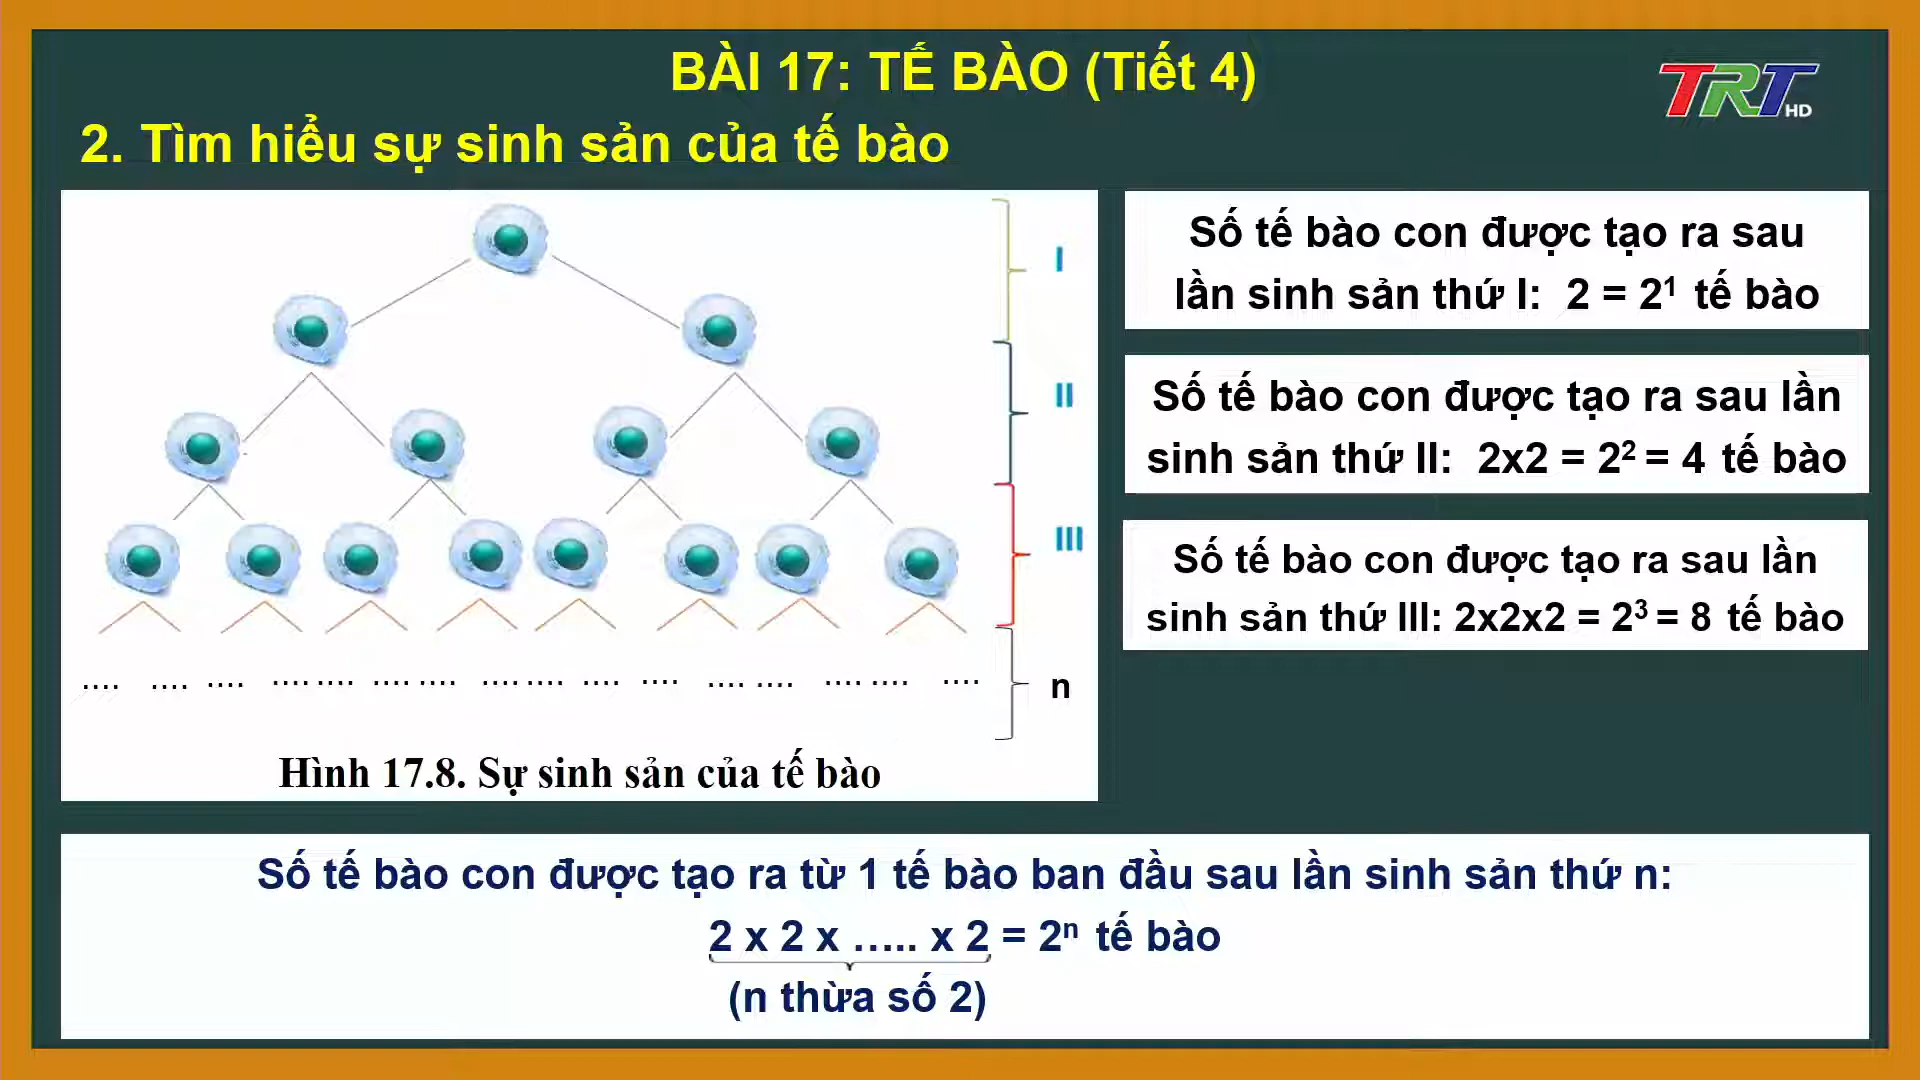 BÀI 17: TẾ BÀO (Tiết 4)
TRT HD
2. Tìm hiểu sự sinh sản của tế bào
I
II
III
.... .... .... .... .... .... .... .... .... .... .... .... .... .... .... ....
n
Hình 17.8. Sự sinh sản của tế bào
Số tế bào con được tạo ra sau
lần sinh sản thứ I: 2 = 2¹ tế bào
Số tế bào con được tạo ra sau lần
sinh sản thứ II: 2x2 = 2² = 4 tế bào
Số tế bào con được tạo ra sau lần
sinh sản thứ III: 2x2x2 = 2³ = 8 tế bào
Số tế bào con được tạo ra từ 1 tế bào ban đầu sau lần sinh sản thứ n:
2 x 2 x ….. x 2 = 2ⁿ tế bào
(n thừa số 2)